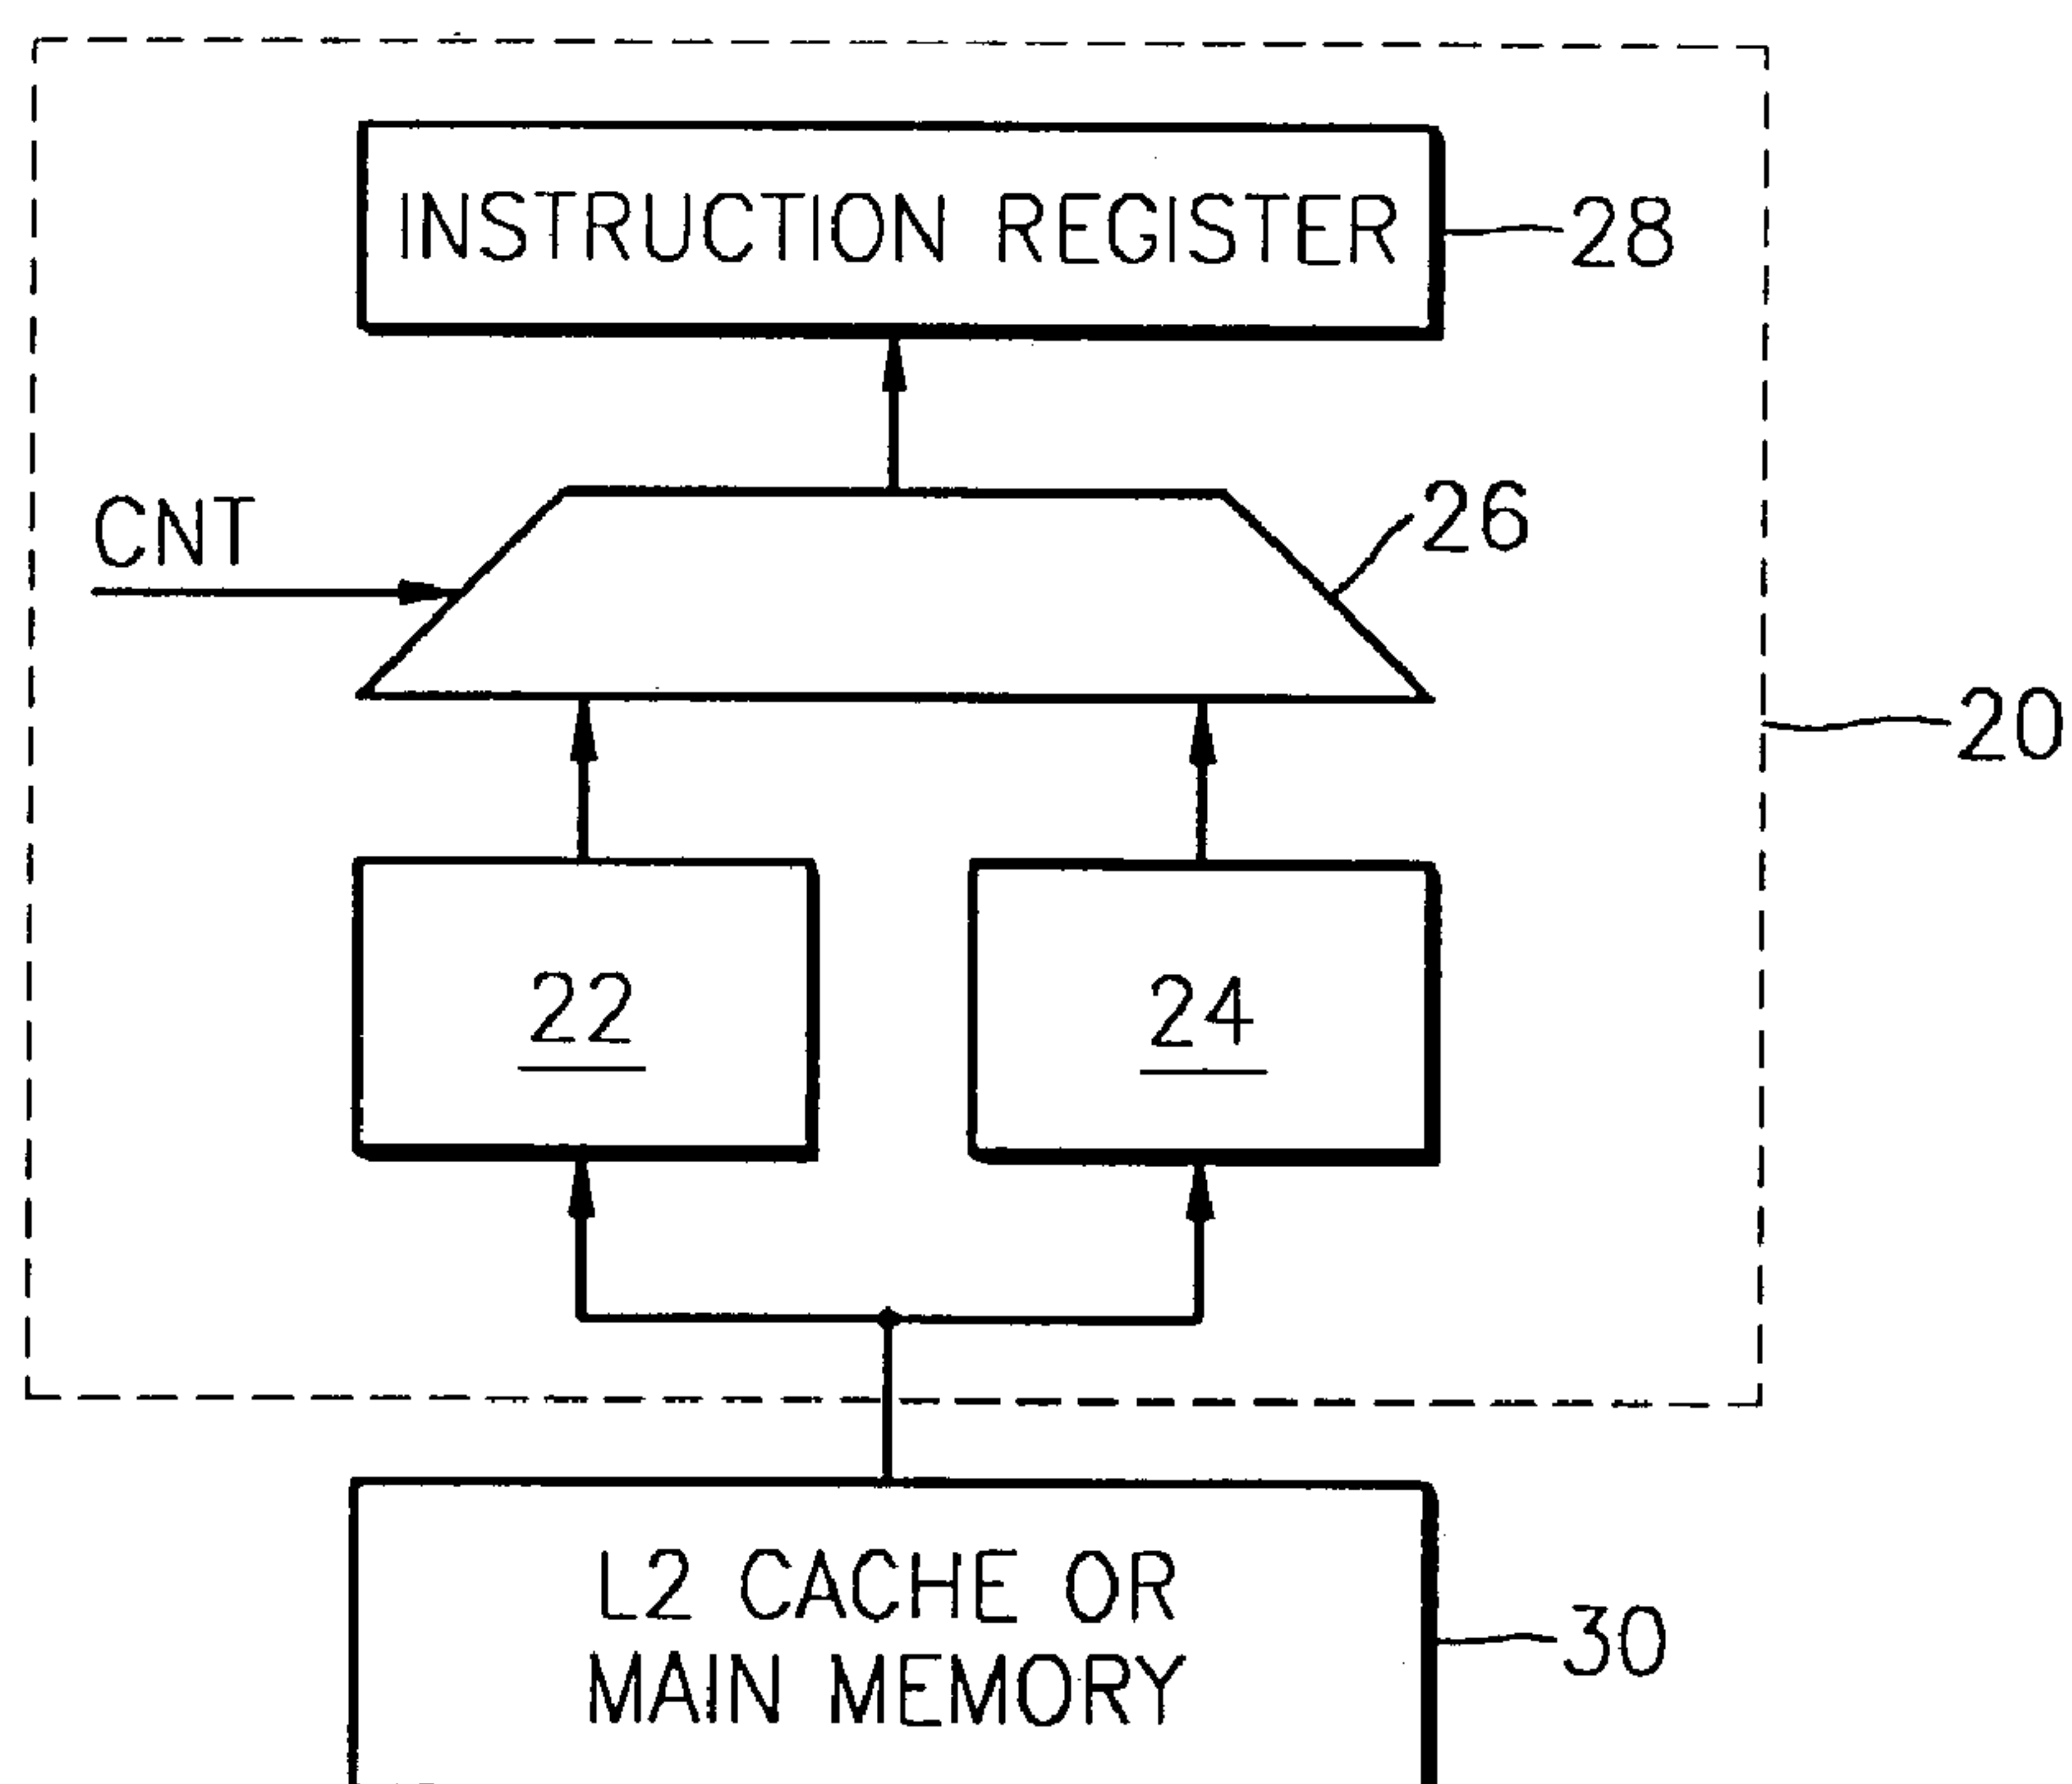 INSTRUCTION REGISTER
28
CNT
26
20
22
24
L2 CACHE OR
MAIN MEMORY
30